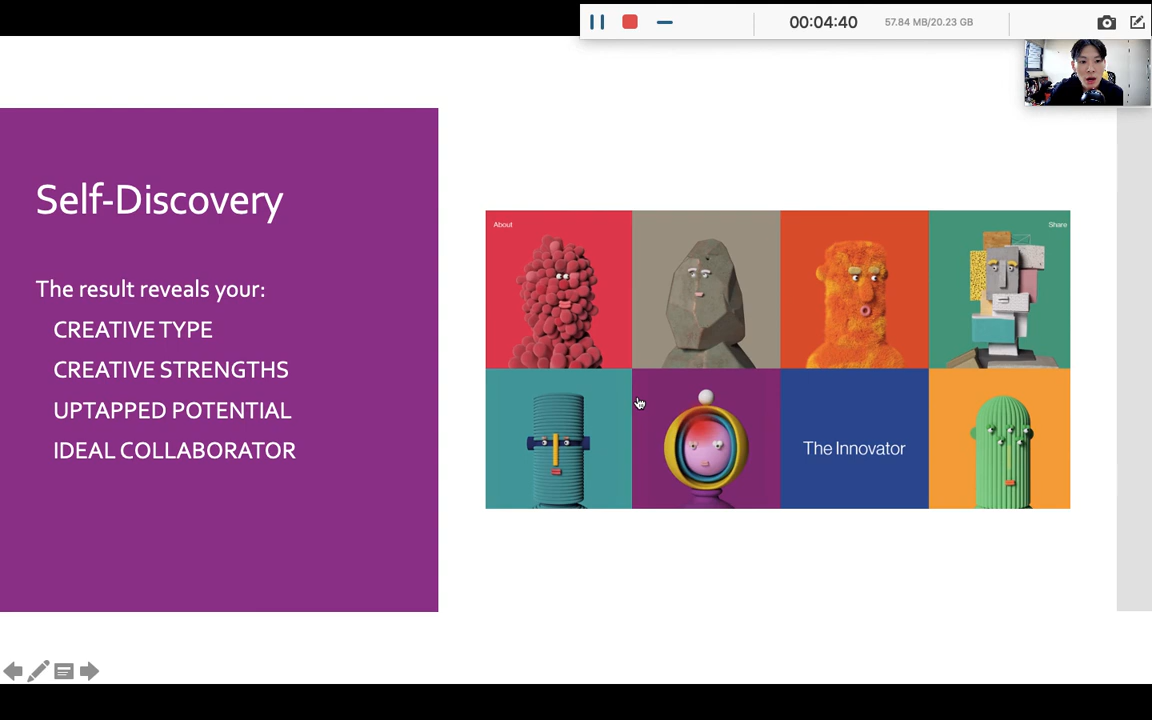 00:04:40
57.84 MB/20.23 GB
Self-Discovery
The result reveals your:
CREATIVE TYPE
CREATIVE STRENGTHS
UPTAPPED POTENTIAL
IDEAL COLLABORATOR
About
Share
The Innovator